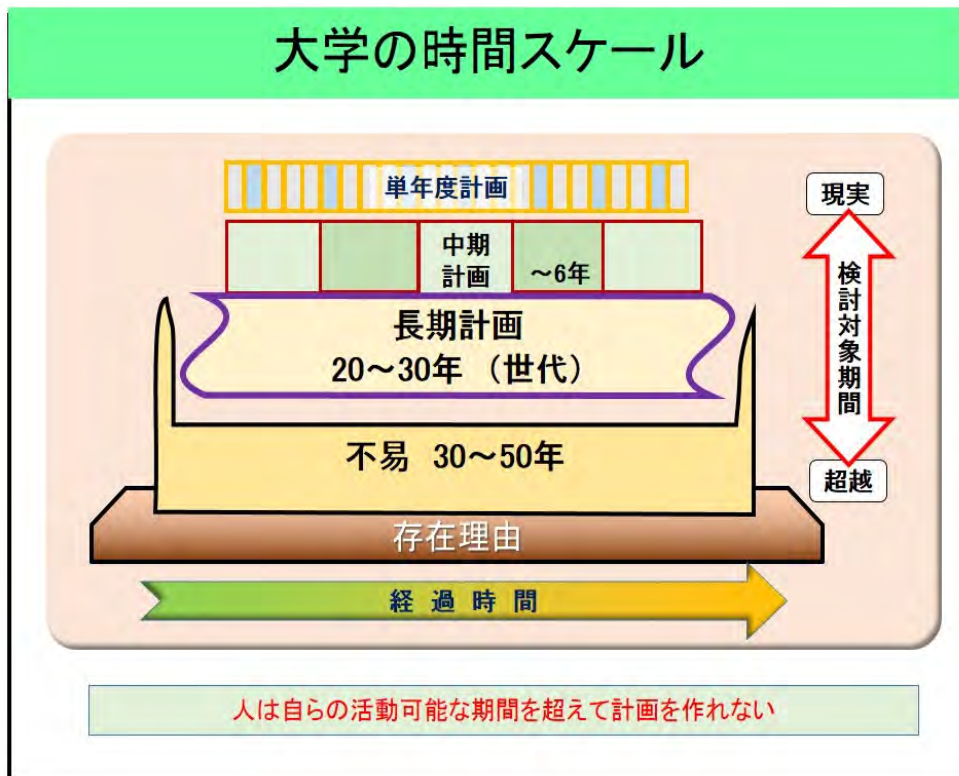 大学の時間スケール
単年度計画
中期
計画
～6年
長期計画
20～30年 （世代）
不易 30～50年
存在理由
経過時間
現実
検討対象期間
超越
人は自らの活動可能な期間を超えて計画を作れない